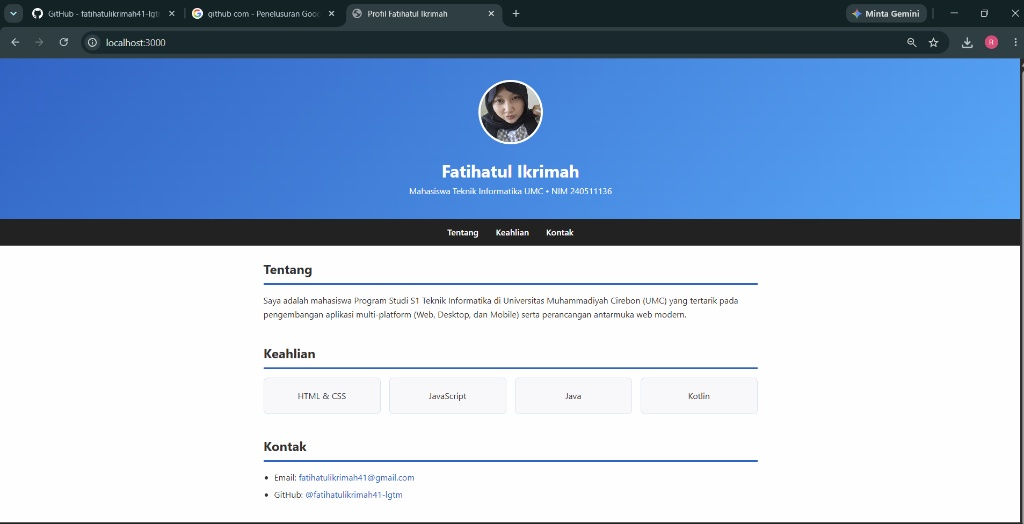 GitHub - fatihatulikrimah41-lgt
github com - Penelusuran Goo
Profil Fatihatul Ikrimah
Minta Gemini
localhost:3000
R
Fatihatul Ikrimah
Mahasiswa Teknik Informatika UMC • NIM 240511136
Tentang Keahlian Kontak
Tentang
Saya adalah mahasiswa Program Studi S1 Teknik Informatika di Universitas Muhammadiyah Cirebon (UMC) yang tertarik pada
pengembangan aplikasi multi-platform (Web, Desktop, dan Mobile) serta perancangan antarmuka web modern.
Keahlian
HTML & CSS JavaScript Java Kotlin
Kontak
• Email: fatihatulikrimah41@gmail.com
• GitHub: @fatihatulikrimah41-lgtm